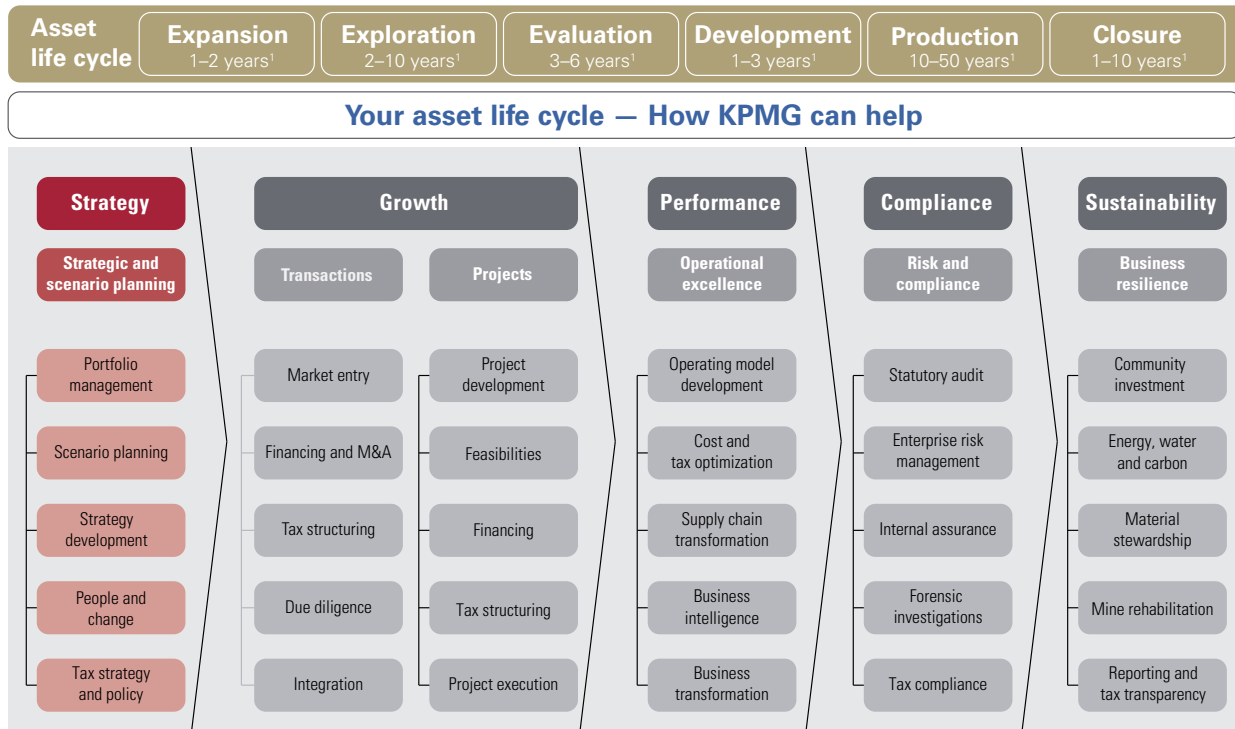 Asset
life cycle
Expansion
1–2 years¹
Exploration
2–10 years¹
Evaluation
3–6 years¹
Development
1–3 years¹
Production
10–50 years¹
Closure
1–10 years¹
Your asset life cycle — How KPMG can help
Strategy
Strategic and
scenario planning
Portfolio
management
Scenario planning
Strategy
development
People and
change
Tax strategy
and policy
Growth
Transactions
Market entry
Financing and M&A
Tax structuring
Due diligence
Integration
Projects
Project
development
Feasibilities
Financing
Tax structuring
Project execution
Performance
Operational
excellence
Operating model
development
Cost and
tax optimization
Supply chain
transformation
Business
intelligence
Business
transformation
Compliance
Risk and
compliance
Statutory audit
Enterprise risk
management
Internal assurance
Forensic
investigations
Tax compliance
Sustainability
Business
resilience
Community
investment
Energy, water
and carbon
Material
stewardship
Mine rehabilitation
Reporting and
tax transparency